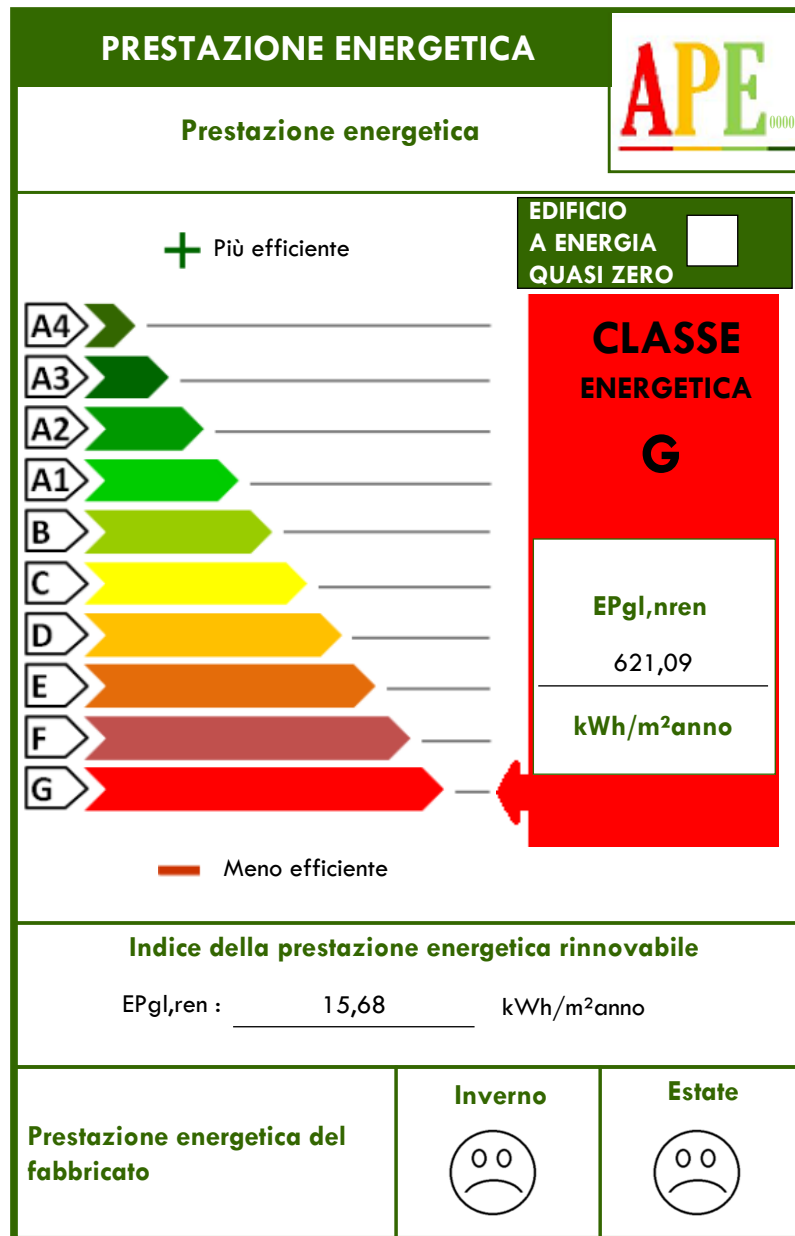 PRESTAZIONE ENERGETICA
APE 0000
Prestazione energetica
EDIFICIO
A ENERGIA
QUASI ZERO
+ Più efficiente
A4
A3
A2
A1
B
C
D
E
F
G
CLASSE
ENERGETICA
G
EPgl,nren
621,09
kWh/m²anno
Meno efficiente
Indice della prestazione energetica rinnovabile
EPgl,ren : 15,68 kWh/m²anno
Prestazione energetica del
fabbricato
Inverno
Estate